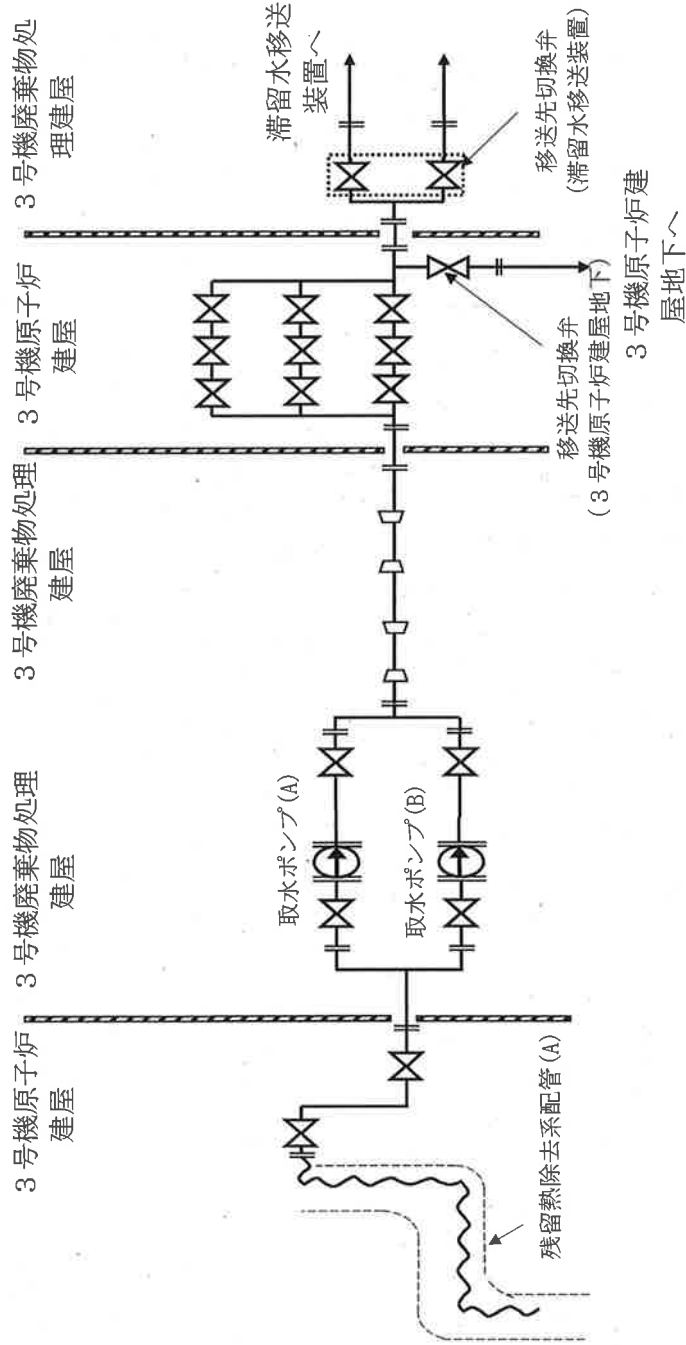 3号機原子炉
建屋
3号機廃棄物処理
建屋
3号機廃棄物処理
建屋
3号機原子炉
建屋
3号機廃棄物処
理建屋
取水ポンプ(A)
取水ポンプ(B)
残留熱除去系配管(A)
滞留水移送
装置へ
移送先切換弁
(滞留水移送装置)
移送先切換弁
(3号機原子炉建屋地下)
3号機原子炉建
屋地下へ